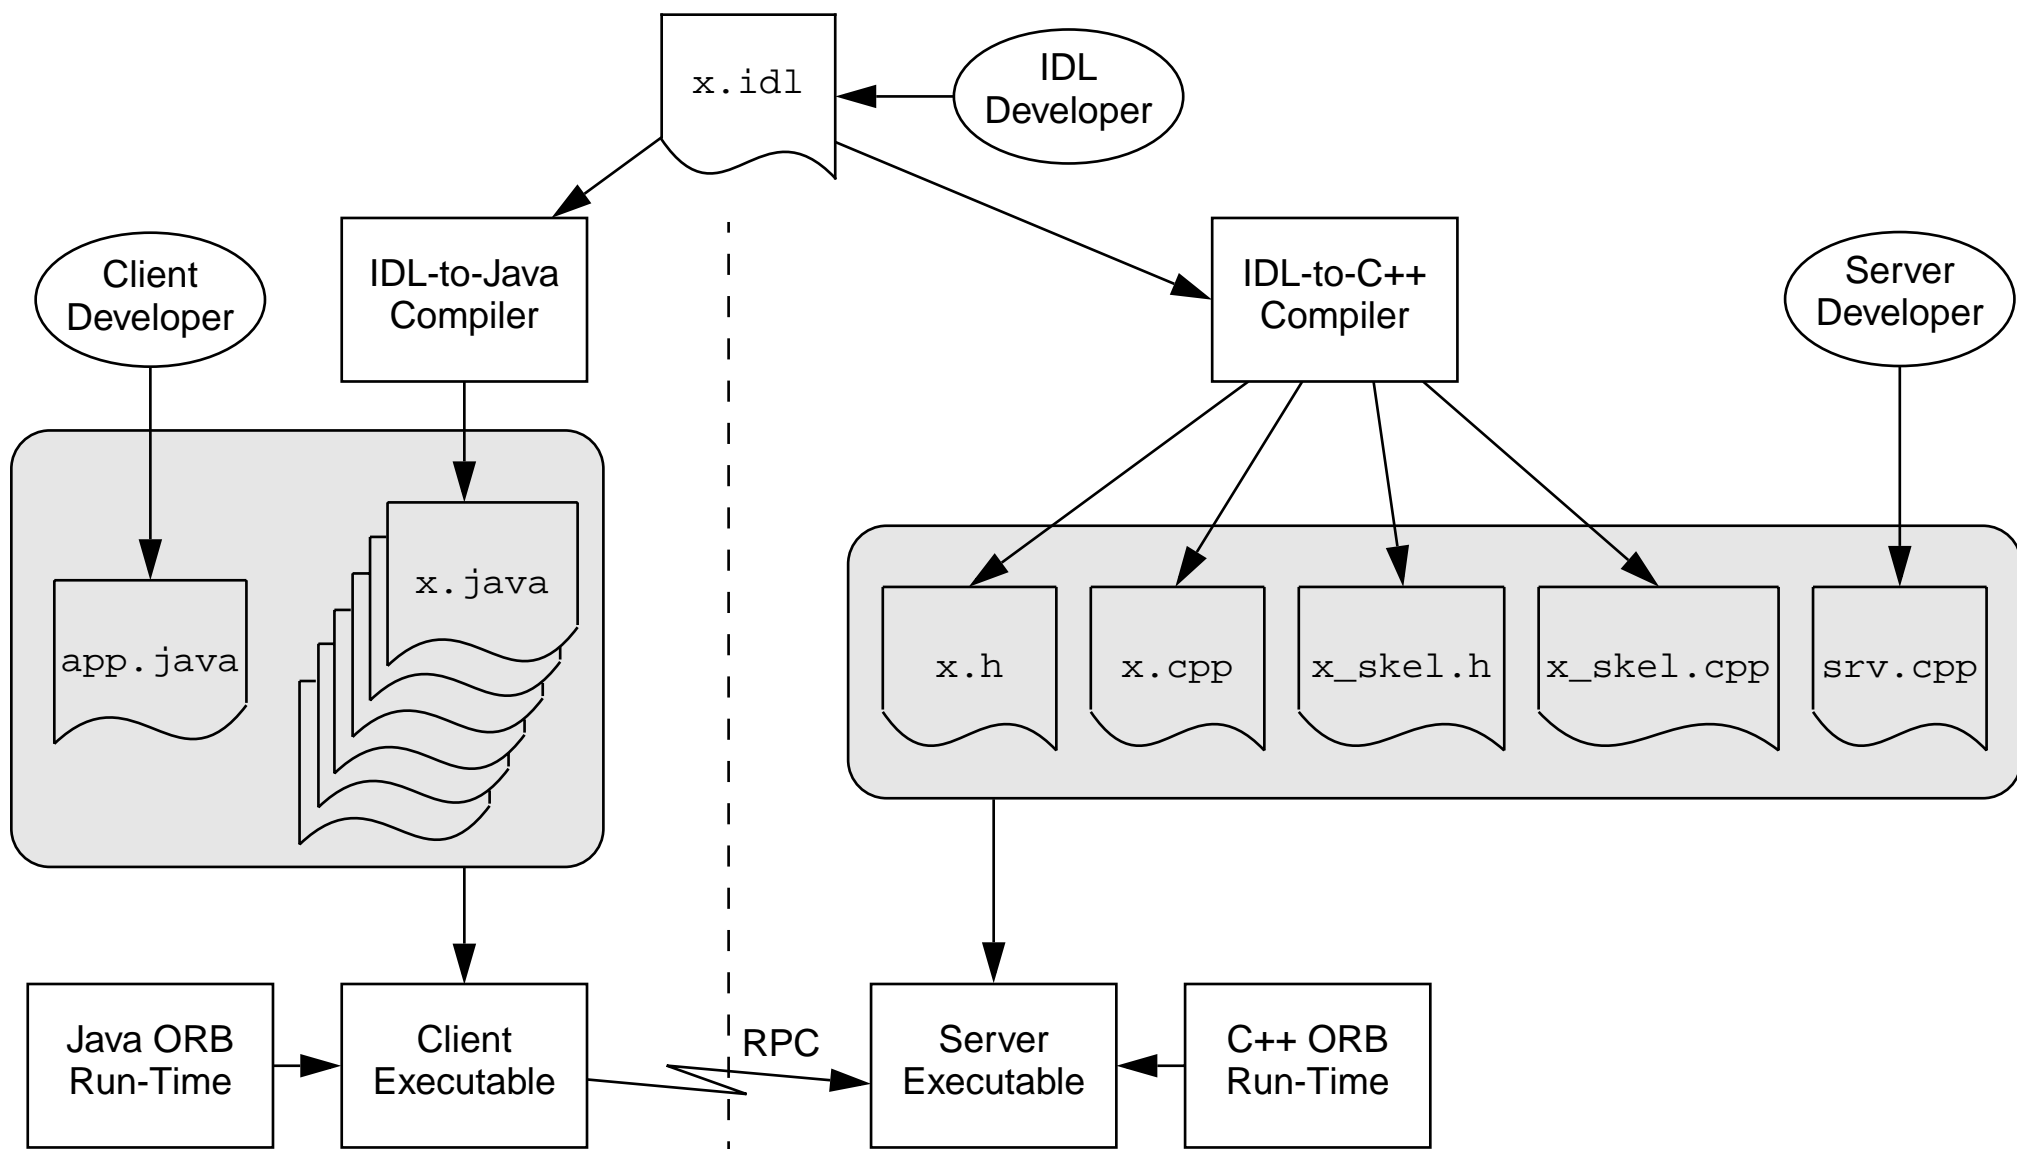 x.idl
IDL
Developer
Client
Developer
IDL-to-Java
Compiler
IDL-to-C++
Compiler
Server
Developer
app.java
x.java
x.h
x.cpp
x_skel.h
x_skel.cpp
srv.cpp
Java ORB
Run-Time
Client
Executable
RPC
Server
Executable
C++ ORB
Run-Time